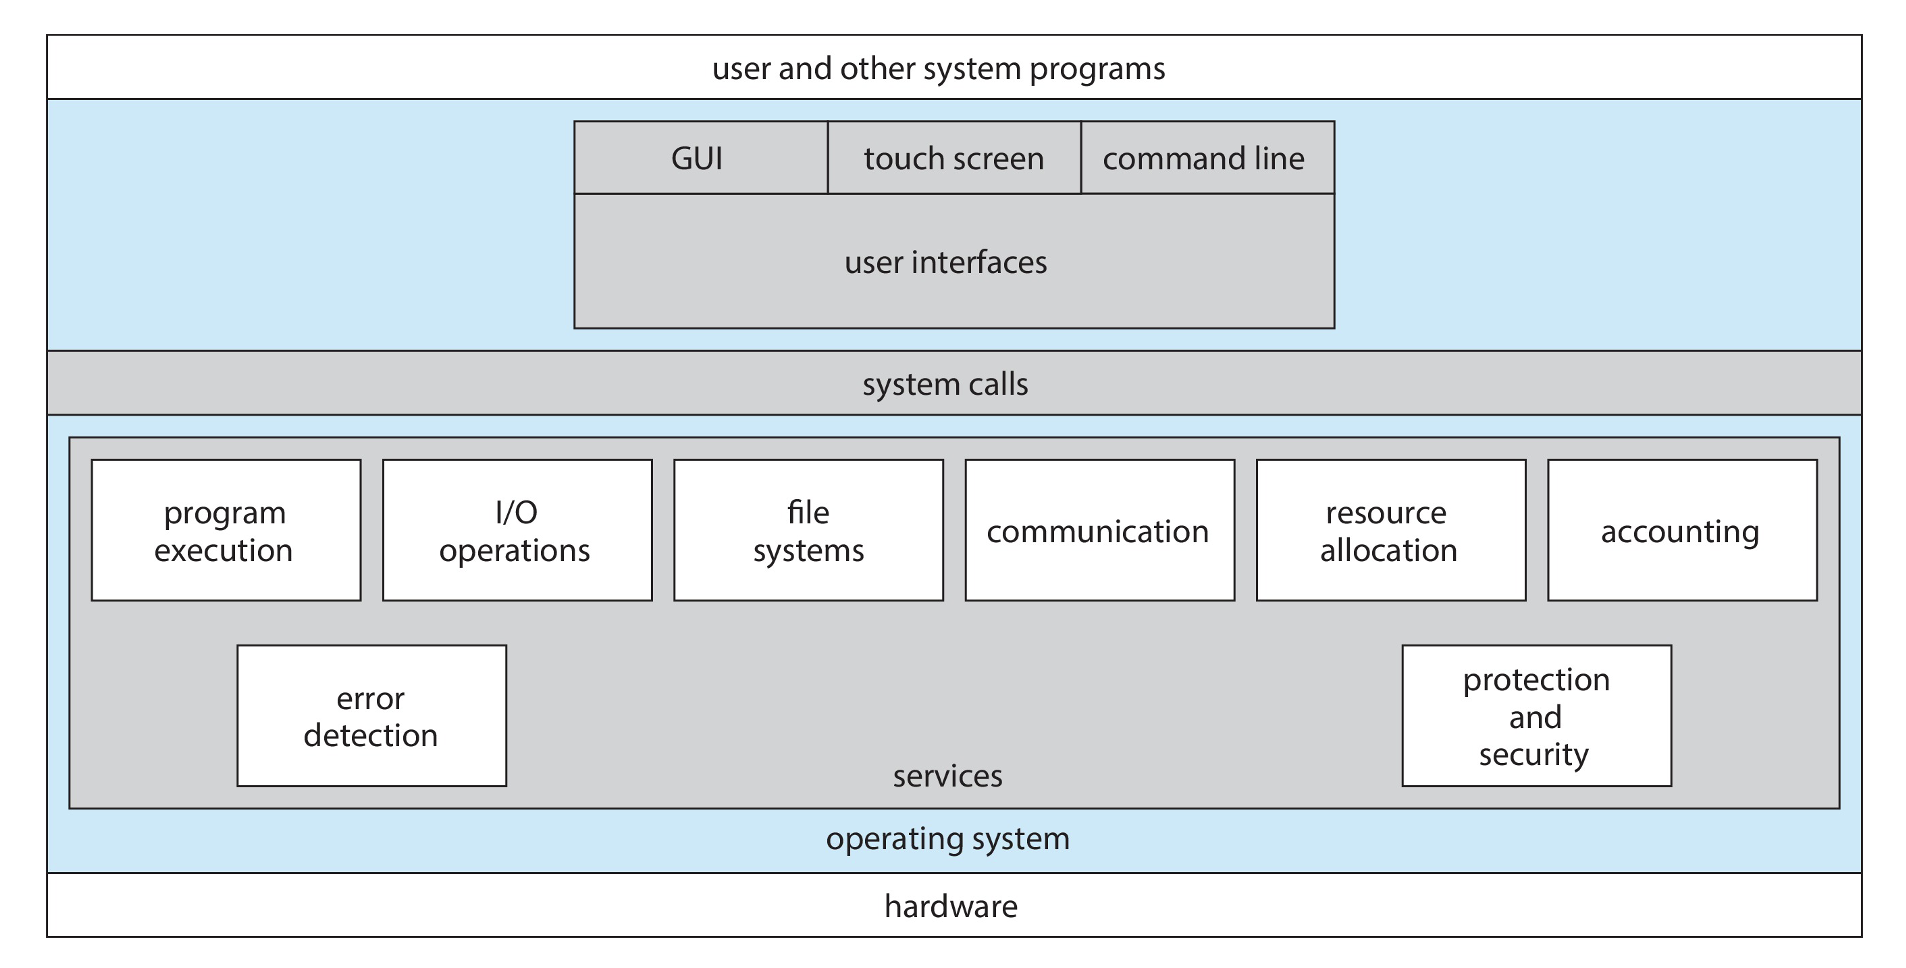 user and other system programs
GUI
touch screen
command line
user interfaces
system calls
program
execution
I/O
operations
file
systems
communication
resource
allocation
accounting
error
detection
protection
and
security
services
operating system
hardware